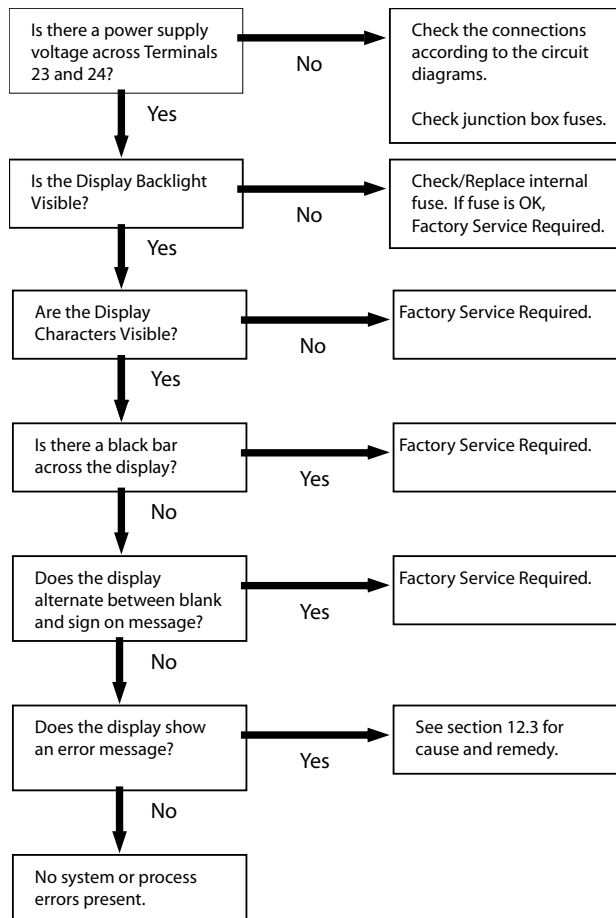 Is there a power supply
voltage across Terminals
23 and 24?
No
Check the connections
according to the circuit
diagrams.
Check junction box fuses.
Yes
Is the Display Backlight
Visible?
No
Check/Replace internal
fuse. If fuse is OK,
Factory Service Required.
Yes
Are the Display
Characters Visible?
No
Factory Service Required.
Yes
Is there a black bar
across the display?
Yes
Factory Service Required.
No
Does the display
alternate between blank
and sign on message?
Yes
Factory Service Required.
No
Does the display show
an error message?
Yes
See section 12.3 for
cause and remedy.
No
No system or process
errors present.